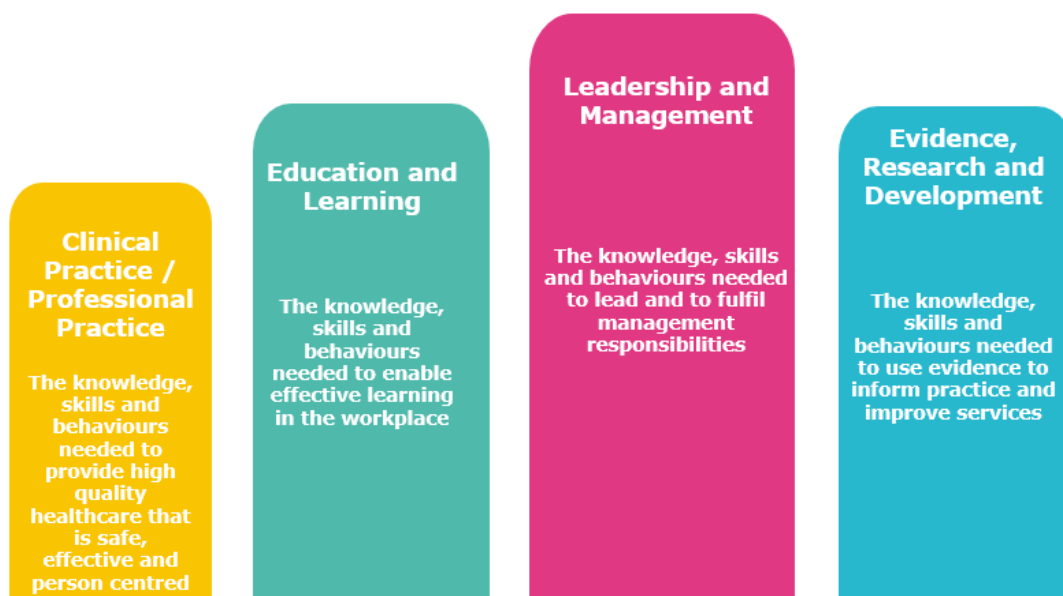 Clinical
Practice /
Professional
Practice
The knowledge,
skills and
behaviours
needed to
provide high
quality
healthcare that
is safe,
effective and
person centred
Education and
Learning
The knowledge,
skills and
behaviours
needed to enable
effective learning
in the workplace
Leadership and
Management
The knowledge, skills
and behaviours needed
to lead and to fulfil
management
responsibilities
Evidence,
Research and
Development
The knowledge,
skills and
behaviours needed
to use evidence to
inform practice and
improve services